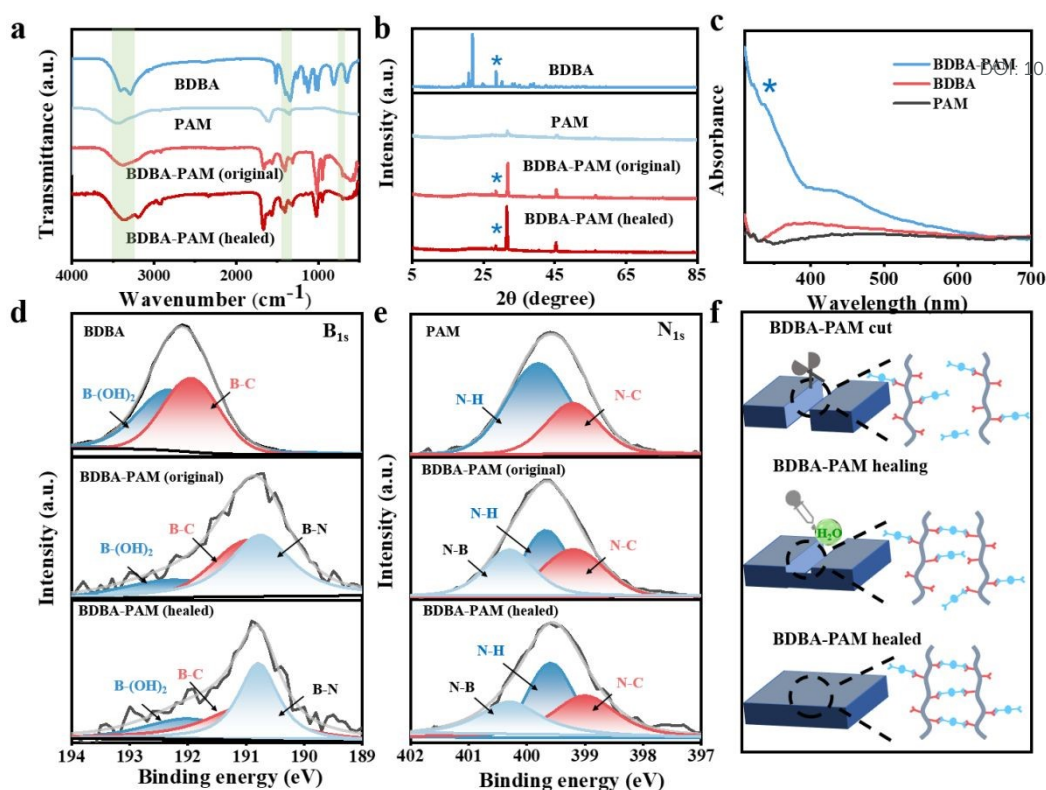 a
Transmittance (a.u.)
BDBA
PAM
BDBA-PAM (original)
BDBA-PAM (healed)
4000 3000 2000 1000
Wavenumber (cm⁻¹)
b
Intensity (a.u.)
*
BDBA
PAM
*
BDBA-PAM (original)
*
BDBA-PAM (healed)
5 25 45 65 85
2θ (degree)
c
Absorbance
*
BDBA-PAM
BDBA
PAM
DOI: 10
400 500 600 700
Wavelength (nm)
d
BDBA
B₁ₛ
B-(OH)₂
B-C
BDBA-PAM (original)
B-C
B-N
B-(OH)₂
BDBA-PAM (healed)
B-C
B-(OH)₂
B-N
Intensity (a.u.)
194 193 192 191 190 189
Binding energy (eV)
e
PAM
N₁ₛ
N-H
N-C
BDBA-PAM (original)
N-H
N-B
N-C
BDBA-PAM (healed)
N-H
N-B
N-C
Intensity (a.u.)
402 401 400 399 398 397
Binding energy (eV)
f
BDBA-PAM cut
BDBA-PAM healing
H₂O
BDBA-PAM healed